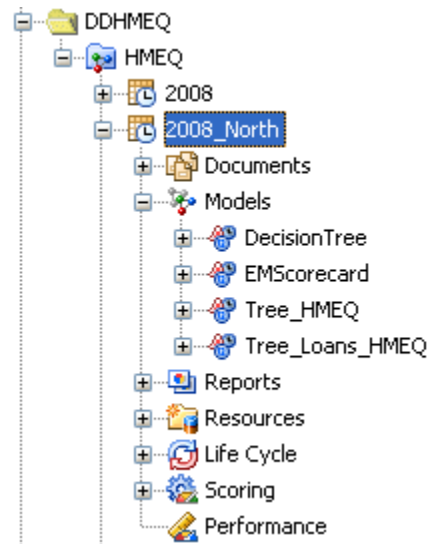 DDHMEQ
HMEQ
2008
2008_North
Documents
Models
DecisionTree
EMScorecard
Tree_HMEQ
Tree_Loans_HMEQ
Reports
Resources
Life Cycle
Scoring
Performance